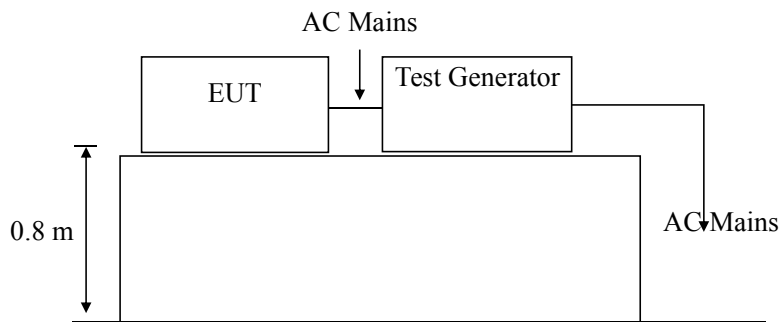 AC Mains
EUT
Test Generator
0.8 m
AC Mains